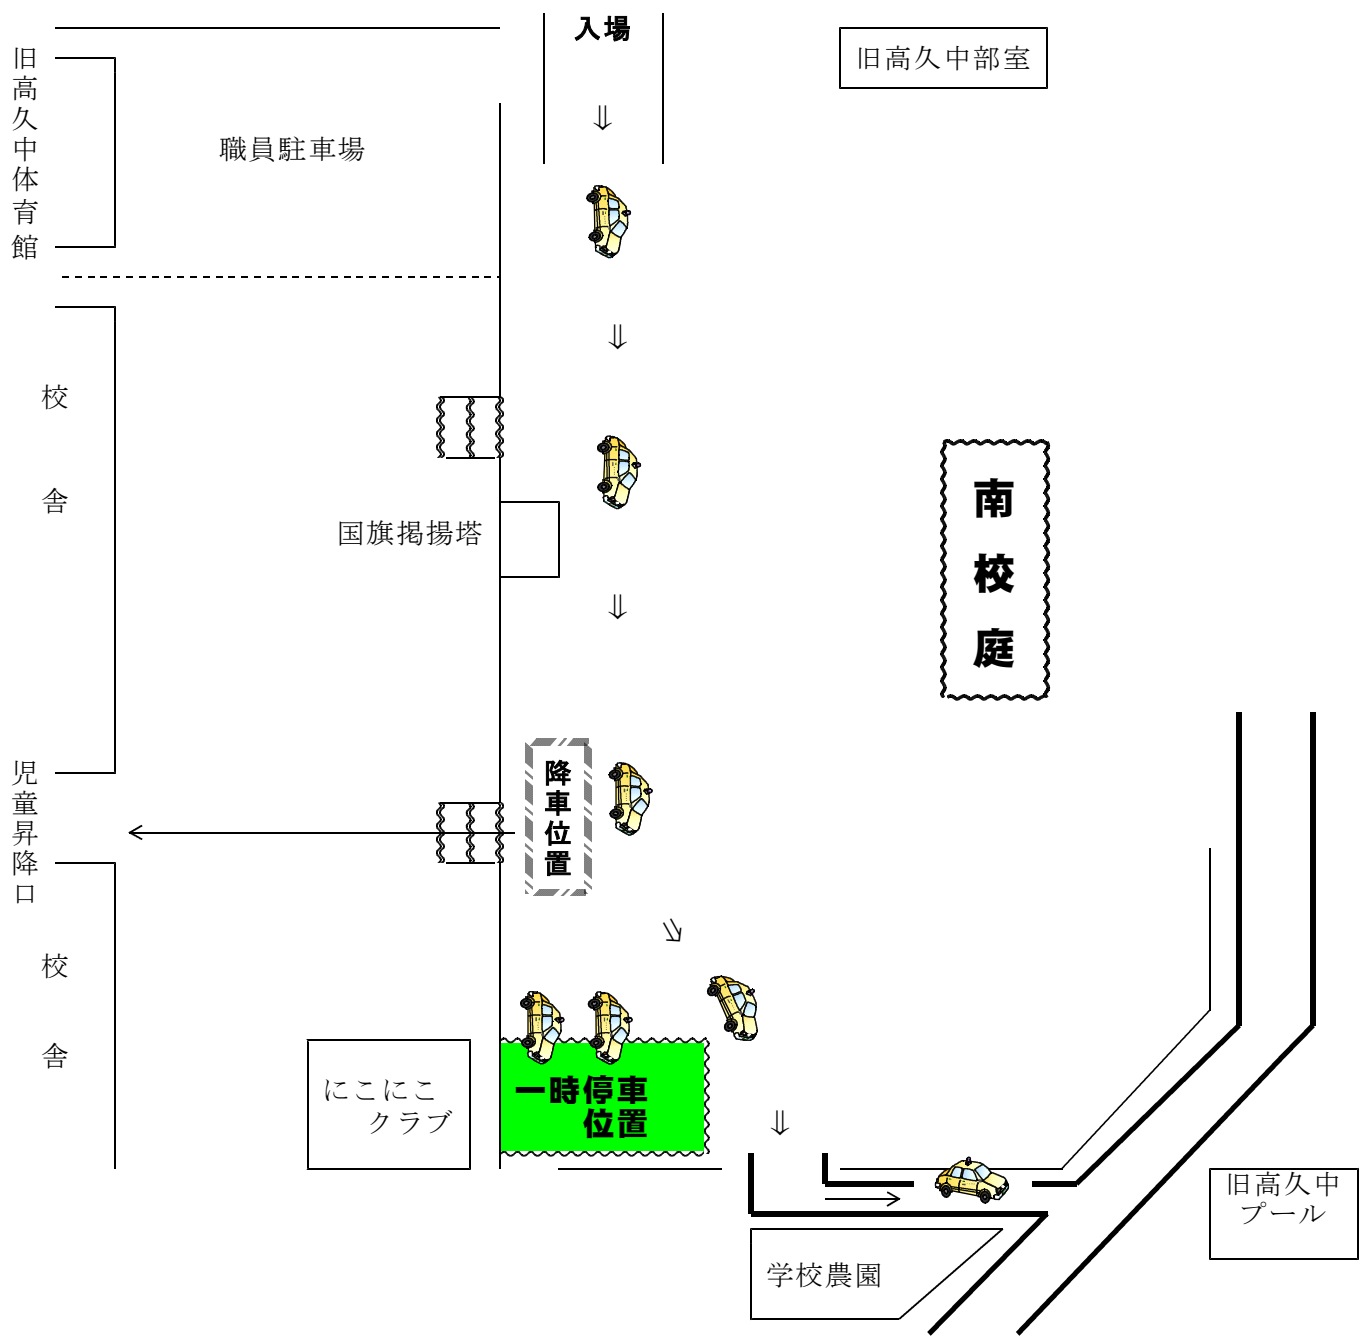 入場
旧高久中部室
旧高久中体育館
職員駐車場
校舎
国旗掲揚塔
南校庭
降車位置
児童昇降口
校舎
にこにこ
クラブ
一時停車
位置
旧高久中
プール
学校農園